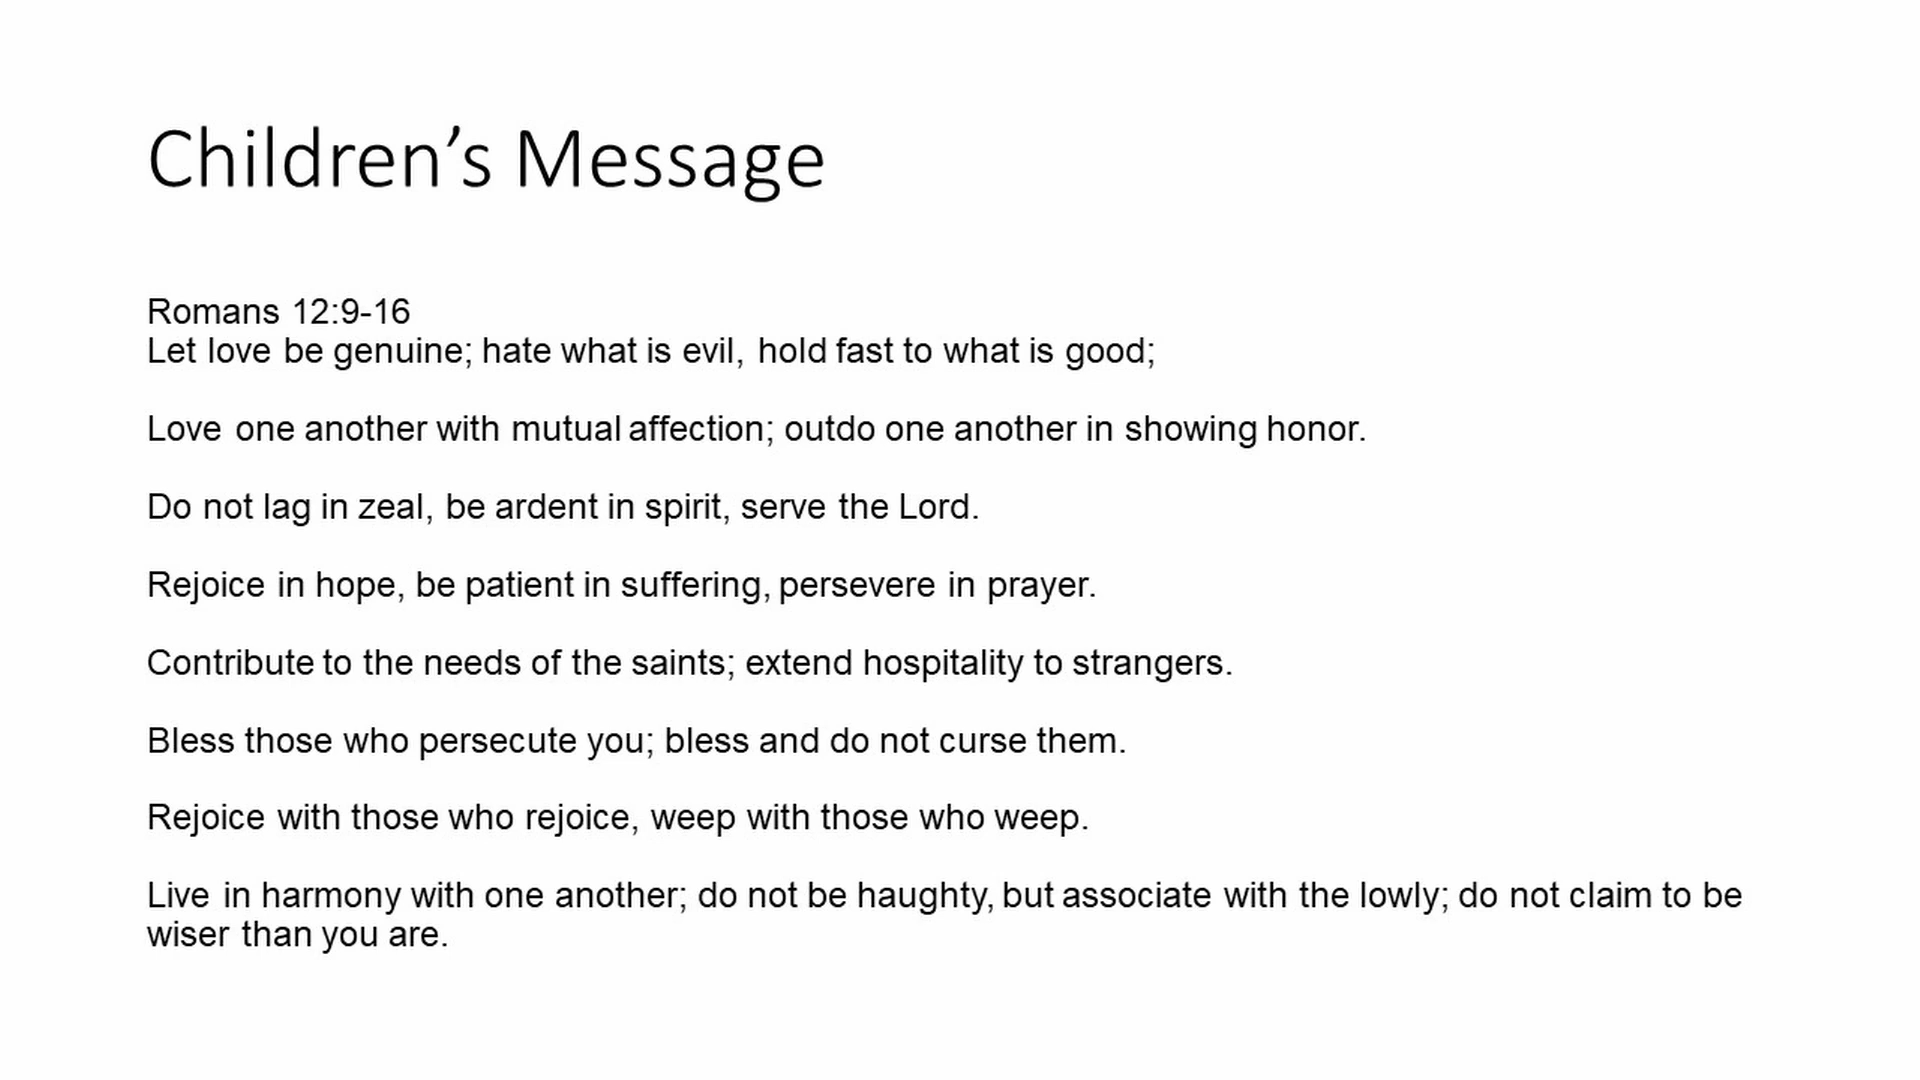 Children’s Message
Romans 12:9-16
Let love be genuine; hate what is evil, hold fast to what is good;
Love one another with mutual affection; outdo one another in showing honor.
Do not lag in zeal, be ardent in spirit, serve the Lord.
Rejoice in hope, be patient in suffering, persevere in prayer.
Contribute to the needs of the saints; extend hospitality to strangers.
Bless those who persecute you; bless and do not curse them.
Rejoice with those who rejoice, weep with those who weep.
Live in harmony with one another; do not be haughty, but associate with the lowly; do not claim to be
wiser than you are.